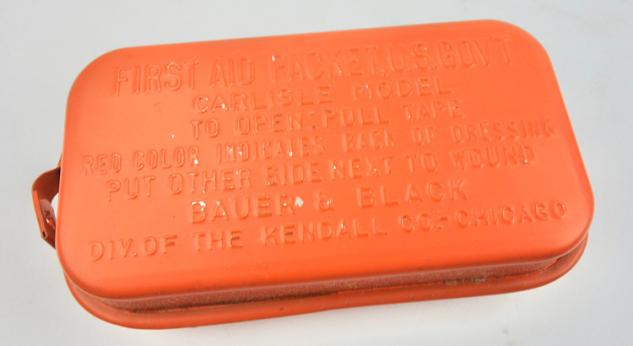 FIRST AID PACKET, U.S. GOV'T
CARLISLE MODEL
TO OPEN: PULL TAPE
RED COLOR INDICATES BACK OF DRESSING
PUT OTHER SIDE NEXT TO WOUND
BAUER & BLACK
DIV. OF THE KENDALL CO.-CHICAGO